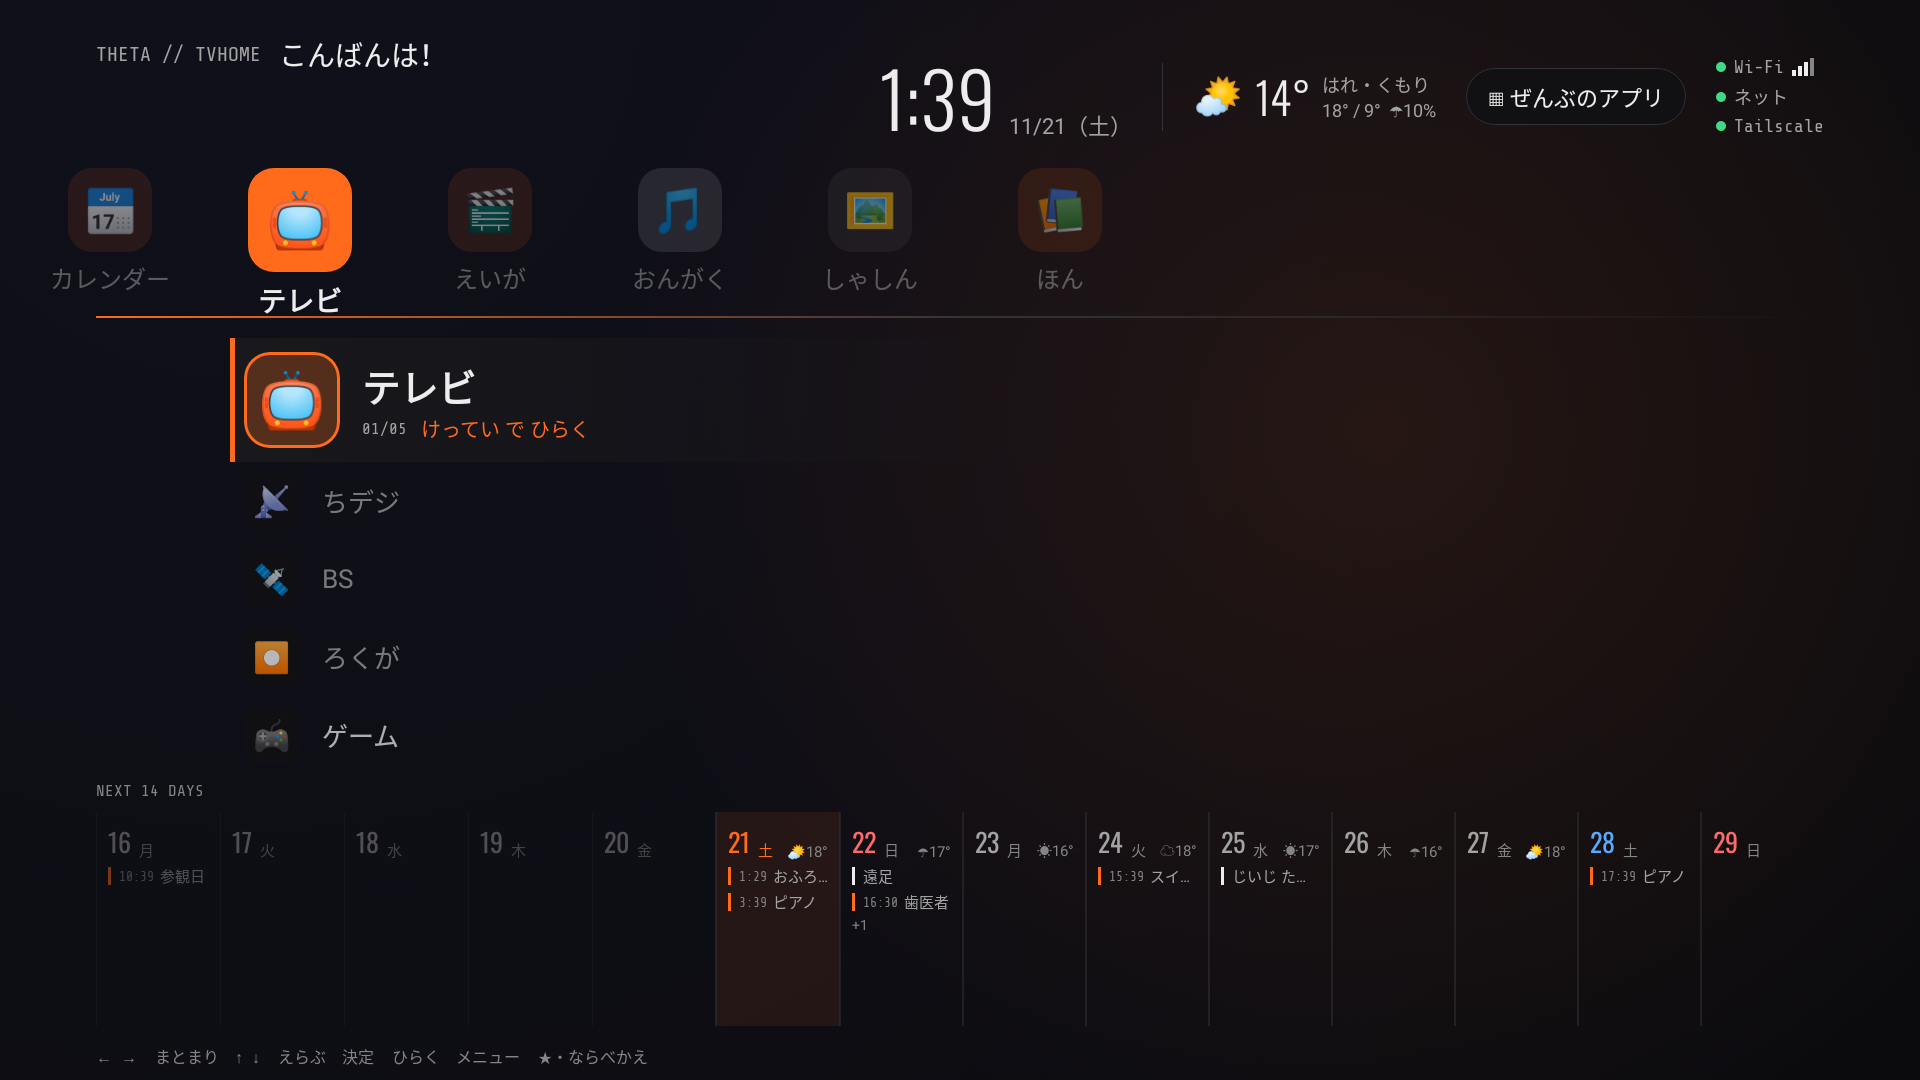 THETA // TVHOME こんばんは!
1:39 11/21（土）
14° はれ・くもり
18° / 9° ☂10%
▦ ぜんぶのアプリ
Wi-Fi
ネット
Tailscale
July
17
カレンダー
テレビ
えいが
おんがく
しゃしん
ほん
テレビ
01/05 けってい で ひらく
ちデジ
BS
ろくが
ゲーム
NEXT 14 DAYS
16 月
10:39 参観日
17 火
18 水
19 木
20 金
21 土 18°
1:29 おふろ…
3:39 ピアノ
22 日 ☂17°
遠足
16:30 歯医者
+1
23 月 ☀16°
24 火 ☁18°
15:39 スイ…
25 水 ☀17°
じいじ た…
26 木 ☂16°
27 金 18°
28 土
17:39 ピアノ
29 日
← → まとまり ↑ ↓ えらぶ 決定 ひらく メニュー ★・ならべかえ